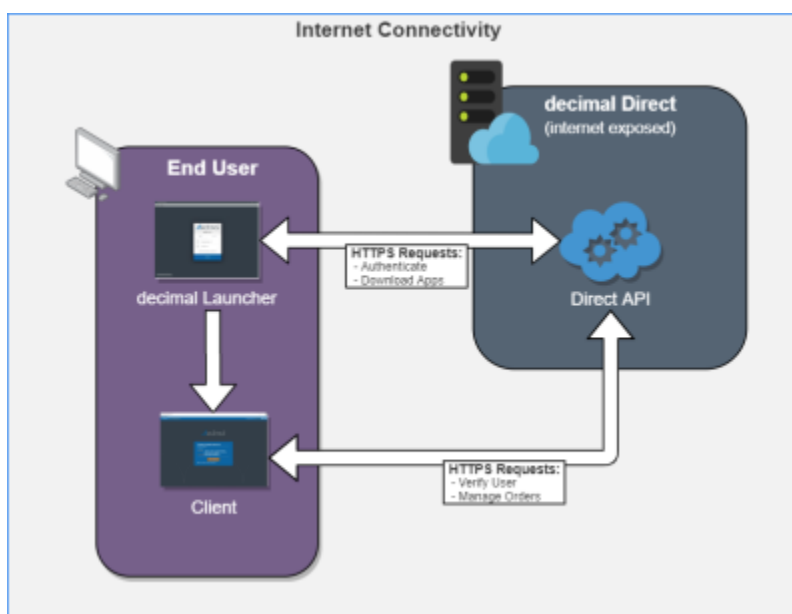 Internet Connectivity
decimal Direct
(internet exposed)
End User
HTTPS Requests:
- Authenticate
- Download Apps
decimal Launcher
Direct API
HTTPS Requests:
- Verify User
- Manage Orders
Client